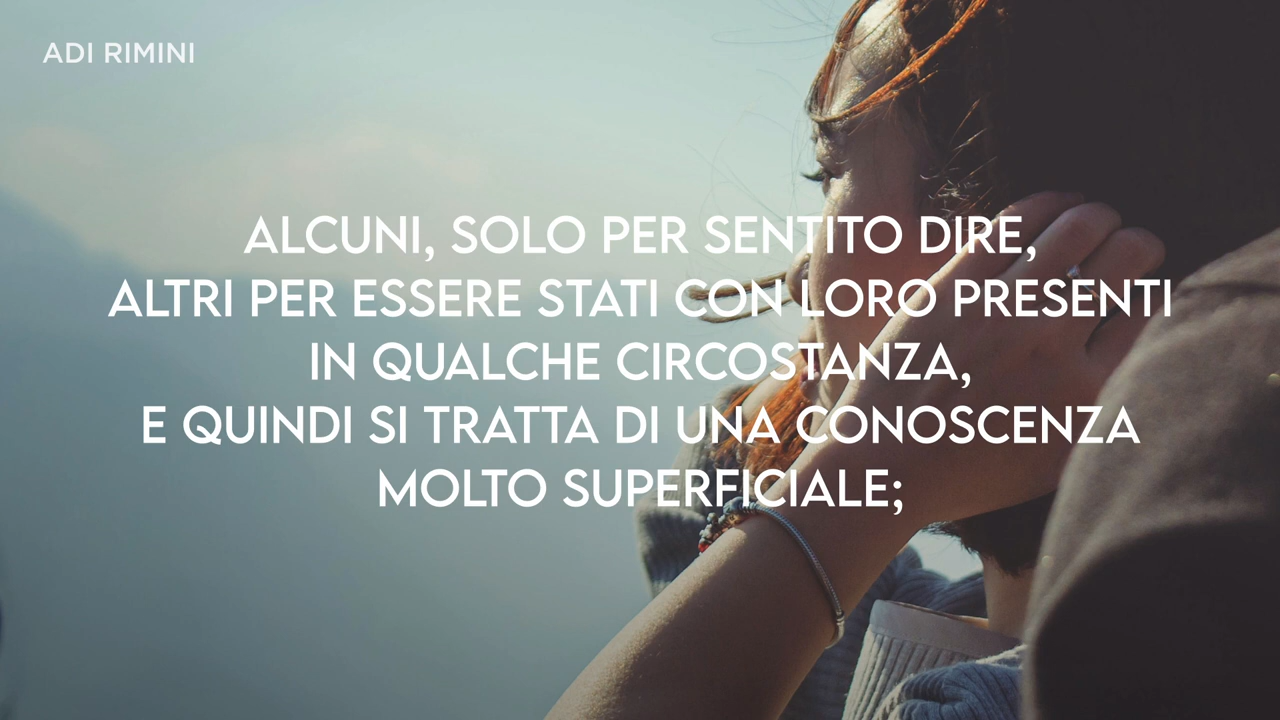 ADI RIMINI
ALCUNI, SOLO PER SENTITO DIRE,
ALTRI PER ESSERE STATI CON LORO PRESENTI
IN QUALCHE CIRCOSTANZA,
E QUINDI SI TRATTA DI UNA CONOSCENZA
MOLTO SUPERFICIALE;